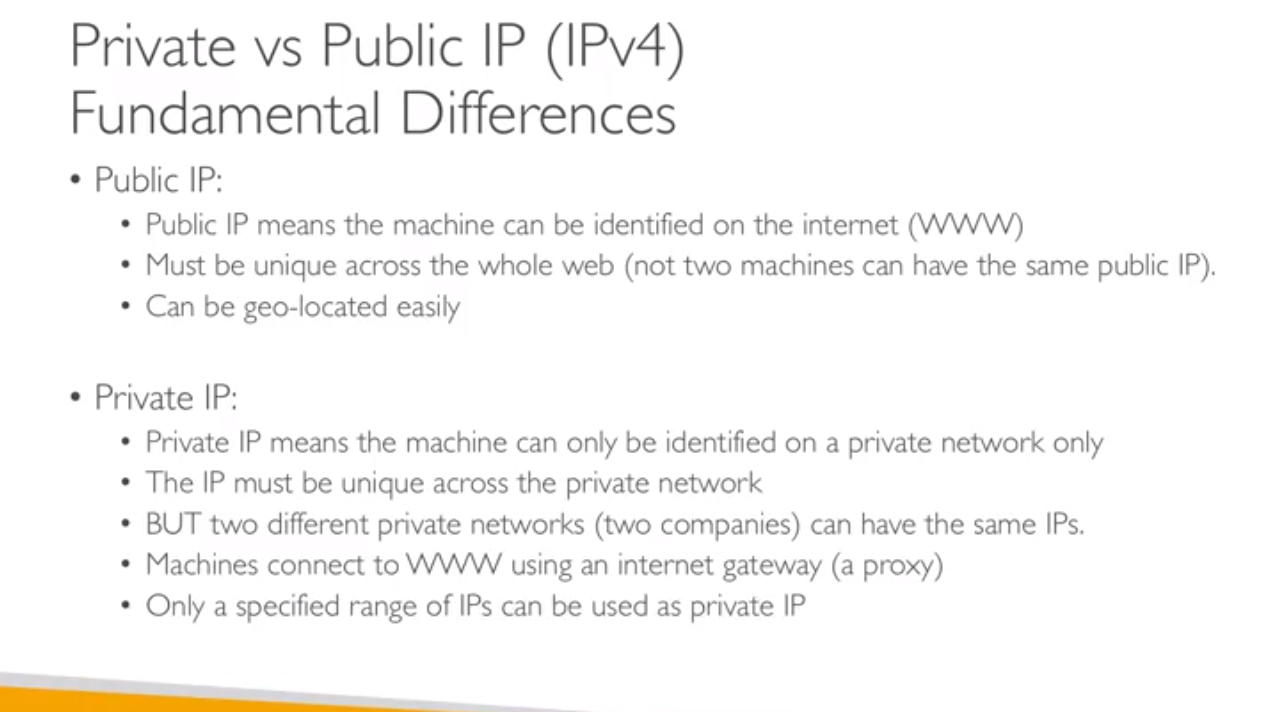 Private vs Public IP (IPv4)
Fundamental Differences
• Public IP:
• Public IP means the machine can be identified on the internet (WWW)
• Must be unique across the whole web (not two machines can have the same public IP).
• Can be geo-located easily
• Private IP:
• Private IP means the machine can only be identified on a private network only
• The IP must be unique across the private network
• BUT two different private networks (two companies) can have the same IPs.
• Machines connect to WWW using an internet gateway (a proxy)
• Only a specified range of IPs can be used as private IP